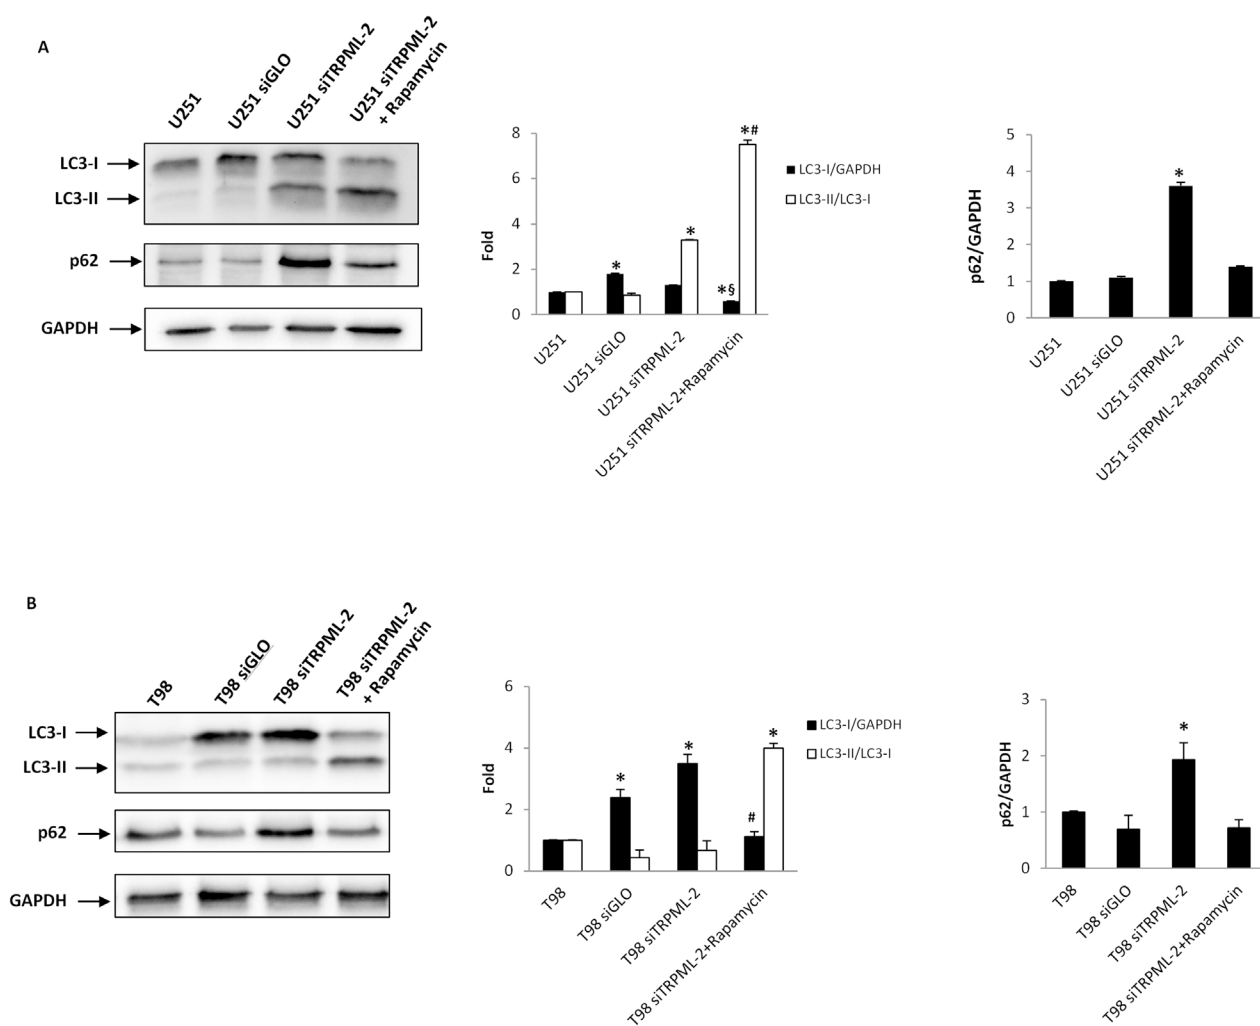 A
U251
U251 siGLO
U251 siTRPML-2
U251 siTRPML-2
+ Rapamycin
LC3-I
LC3-II
p62
GAPDH
Fold
8
6
4
2
0
*
*
*§
*#
LC3-I/GAPDH
LC3-II/LC3-I
U251
U251 siGLO
U251 siTRPML-2
U251 siTRPML-2+Rapamycin
p62/GAPDH
5
4
3
2
1
0
*
U251
U251 siGLO
U251 siTRPML-2
U251 siTRPML-2+Rapamycin
B
T98
T98 siGLO
T98 siTRPML-2
T98 siTRPML-2
+ Rapamycin
LC3-I
LC3-II
p62
GAPDH
Fold
6
4
2
0
*
*
#
*
LC3-I/GAPDH
LC3-II/LC3-I
T98
T98 siGLO
T98 siTRPML-2
T98 siTRPML-2+Rapamycin
p62/GAPDH
3
2
1
0
*
T98
T98 siGLO
T98 siTRPML-2
T98 siTRPML-2+Rapamycin